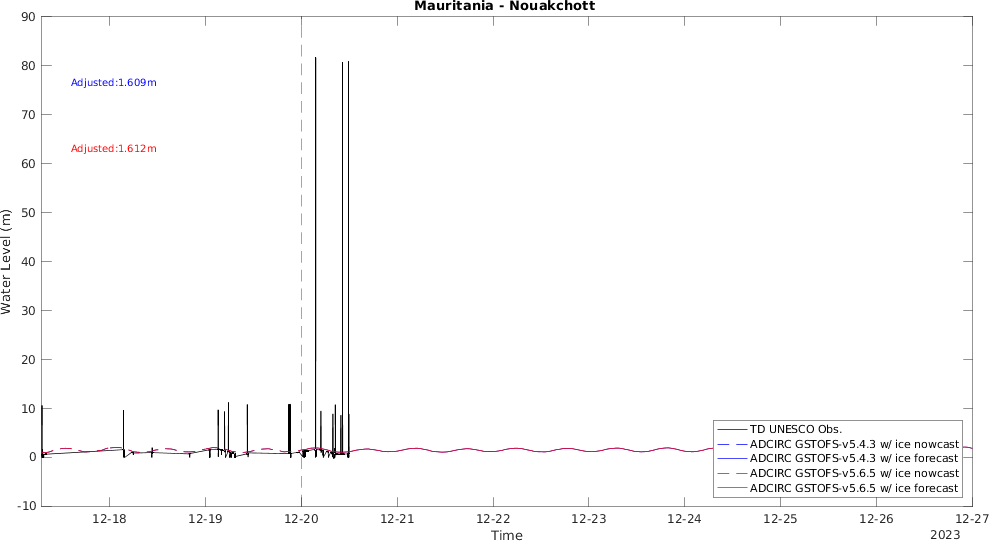 Mauritania - Nouakchott
90
80
70
60
50
40
30
20
10
0
-10
Water Level (m)
Adjusted:1.609m
Adjusted:1.612m
TD UNESCO Obs.
ADCIRC GSTOFS-v5.4.3 w/ ice nowcast
ADCIRC GSTOFS-v5.4.3 w/ ice forecast
ADCIRC GSTOFS-v5.6.5 w/ ice nowcast
ADCIRC GSTOFS-v5.6.5 w/ ice forecast
12-18 12-19 12-20 12-21 12-22 12-23 12-24 12-25 12-26 12-27
Time
2023